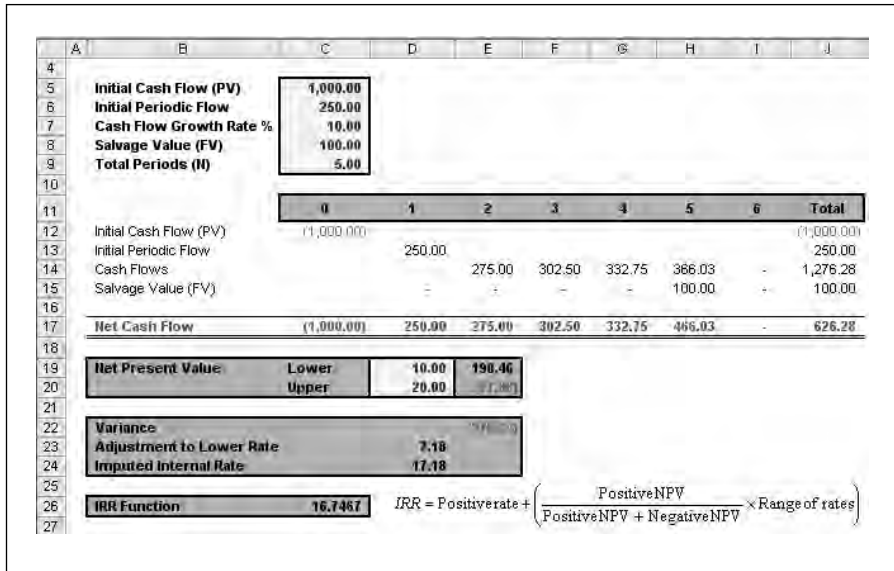 A B C D E F G H I J
4
5 Initial Cash Flow (PV) 1,000.00
6 Initial Periodic Flow 250.00
7 Cash Flow Growth Rate % 10.00
8 Salvage Value (FV) 100.00
9 Total Periods (N) 5.00
10
11 0 1 2 3 4 5 6 Total
12 Initial Cash Flow (PV) (1,000.00) (1,000.00)
13 Initial Periodic Flow 250.00 250.00
14 Cash Flows 275.00 302.50 332.75 366.03 - 1,276.28
15 Salvage Value (FV) - - - - 100.00 - 100.00
16
17 Net Cash Flow (1,000.00) 250.00 275.00 302.50 332.75 466.03 - 626.28
18
19 Net Present Value Lower 10.00 198.46
20 Upper 20.00
21
22 Variance
23 Adjustment to Lower Rate 7.18
24 Imputed Internal Rate 17.18
25
26 IRR Function 16.7467
27
IRR = Positive rate + (PositiveNPV / PositiveNPV + NegativeNPV × Range of rates)